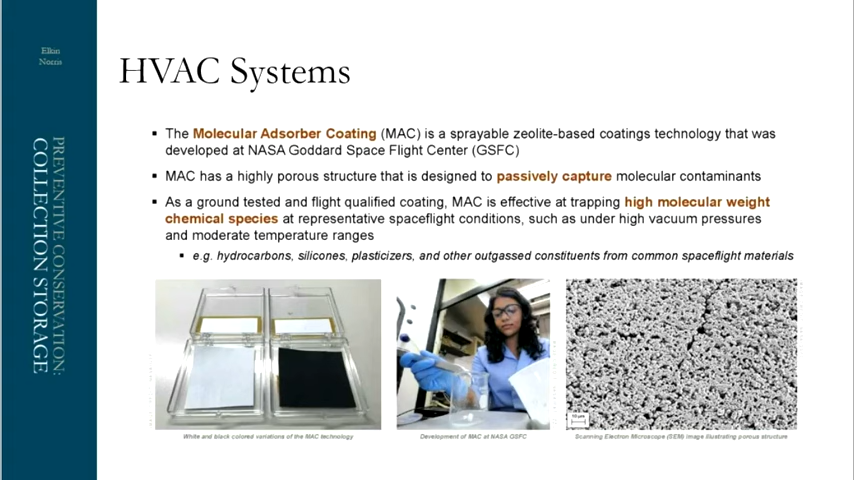 Elkin
Norris
PREVENTIVE CONSERVATION:
COLLECTION STORAGE
HVAC Systems
▪ The Molecular Adsorber Coating (MAC) is a sprayable zeolite-based coatings technology that was
developed at NASA Goddard Space Flight Center (GSFC)
▪ MAC has a highly porous structure that is designed to passively capture molecular contaminants
▪ As a ground tested and flight qualified coating, MAC is effective at trapping high molecular weight
chemical species at representative spaceflight conditions, such as under high vacuum pressures
and moderate temperature ranges
▪ e.g. hydrocarbons, silicones, plasticizers, and other outgassed constituents from common spaceflight materials
10 µm
White and black colored variations of the MAC technology
Development of MAC at NASA GSFC
Scanning Electron Microscope (SEM) image illustrating porous structure